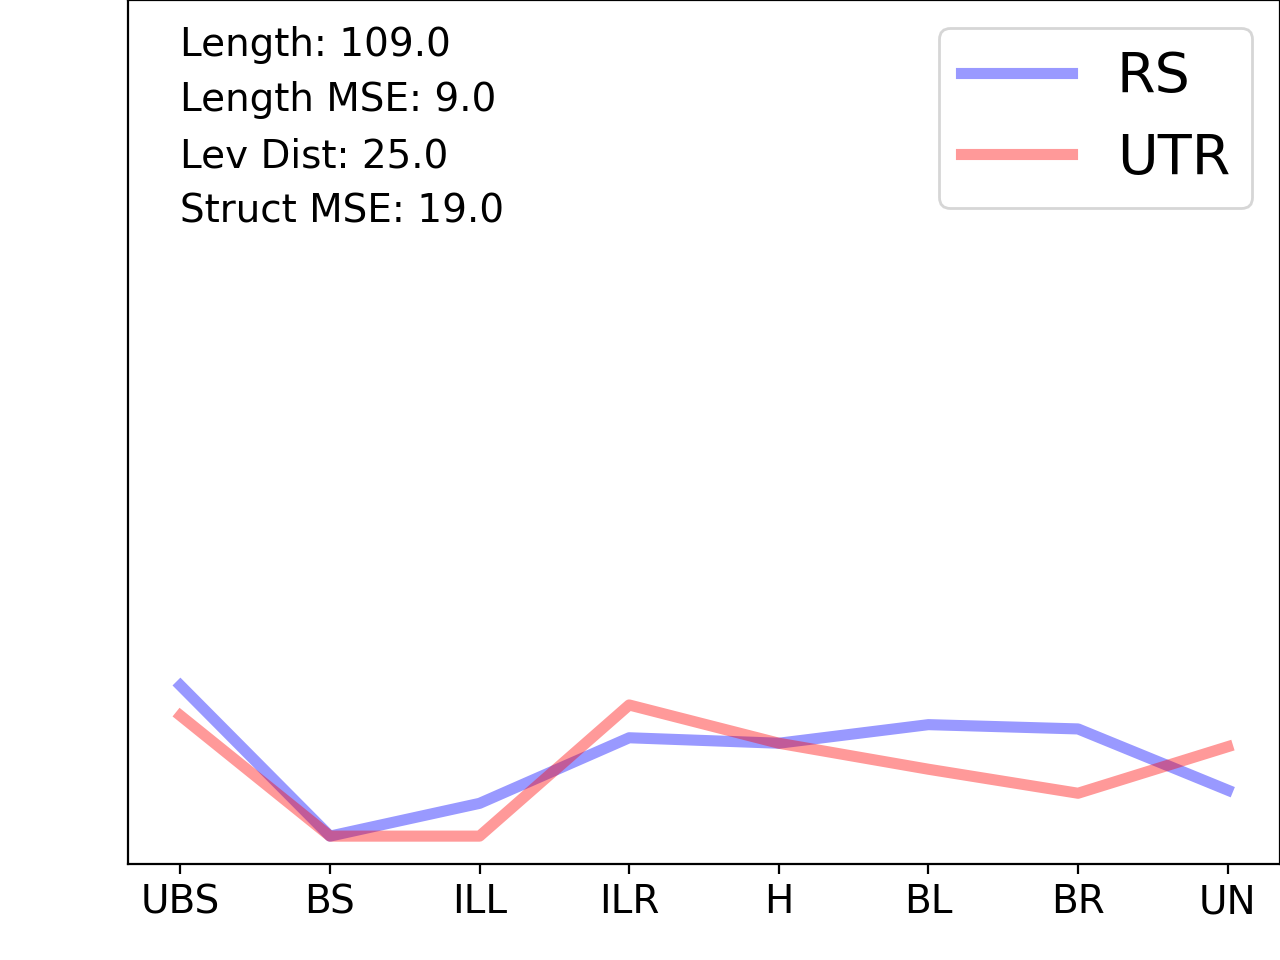 Length: 109.0
Length MSE: 9.0
Lev Dist: 25.0
Struct MSE: 19.0
RS
UTR
UBS BS ILL ILR H BL BR UN